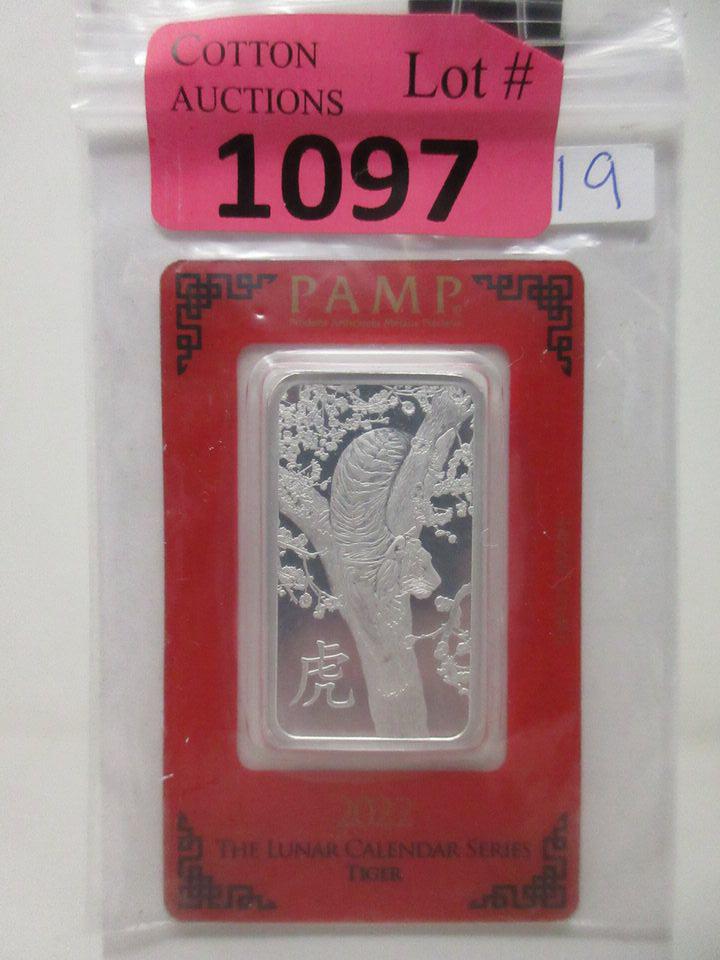 COTTON
AUCTIONS
Lot #
1097
19
PAMP
虎
2022
THE LUNAR CALENDAR SERIES
TIGER